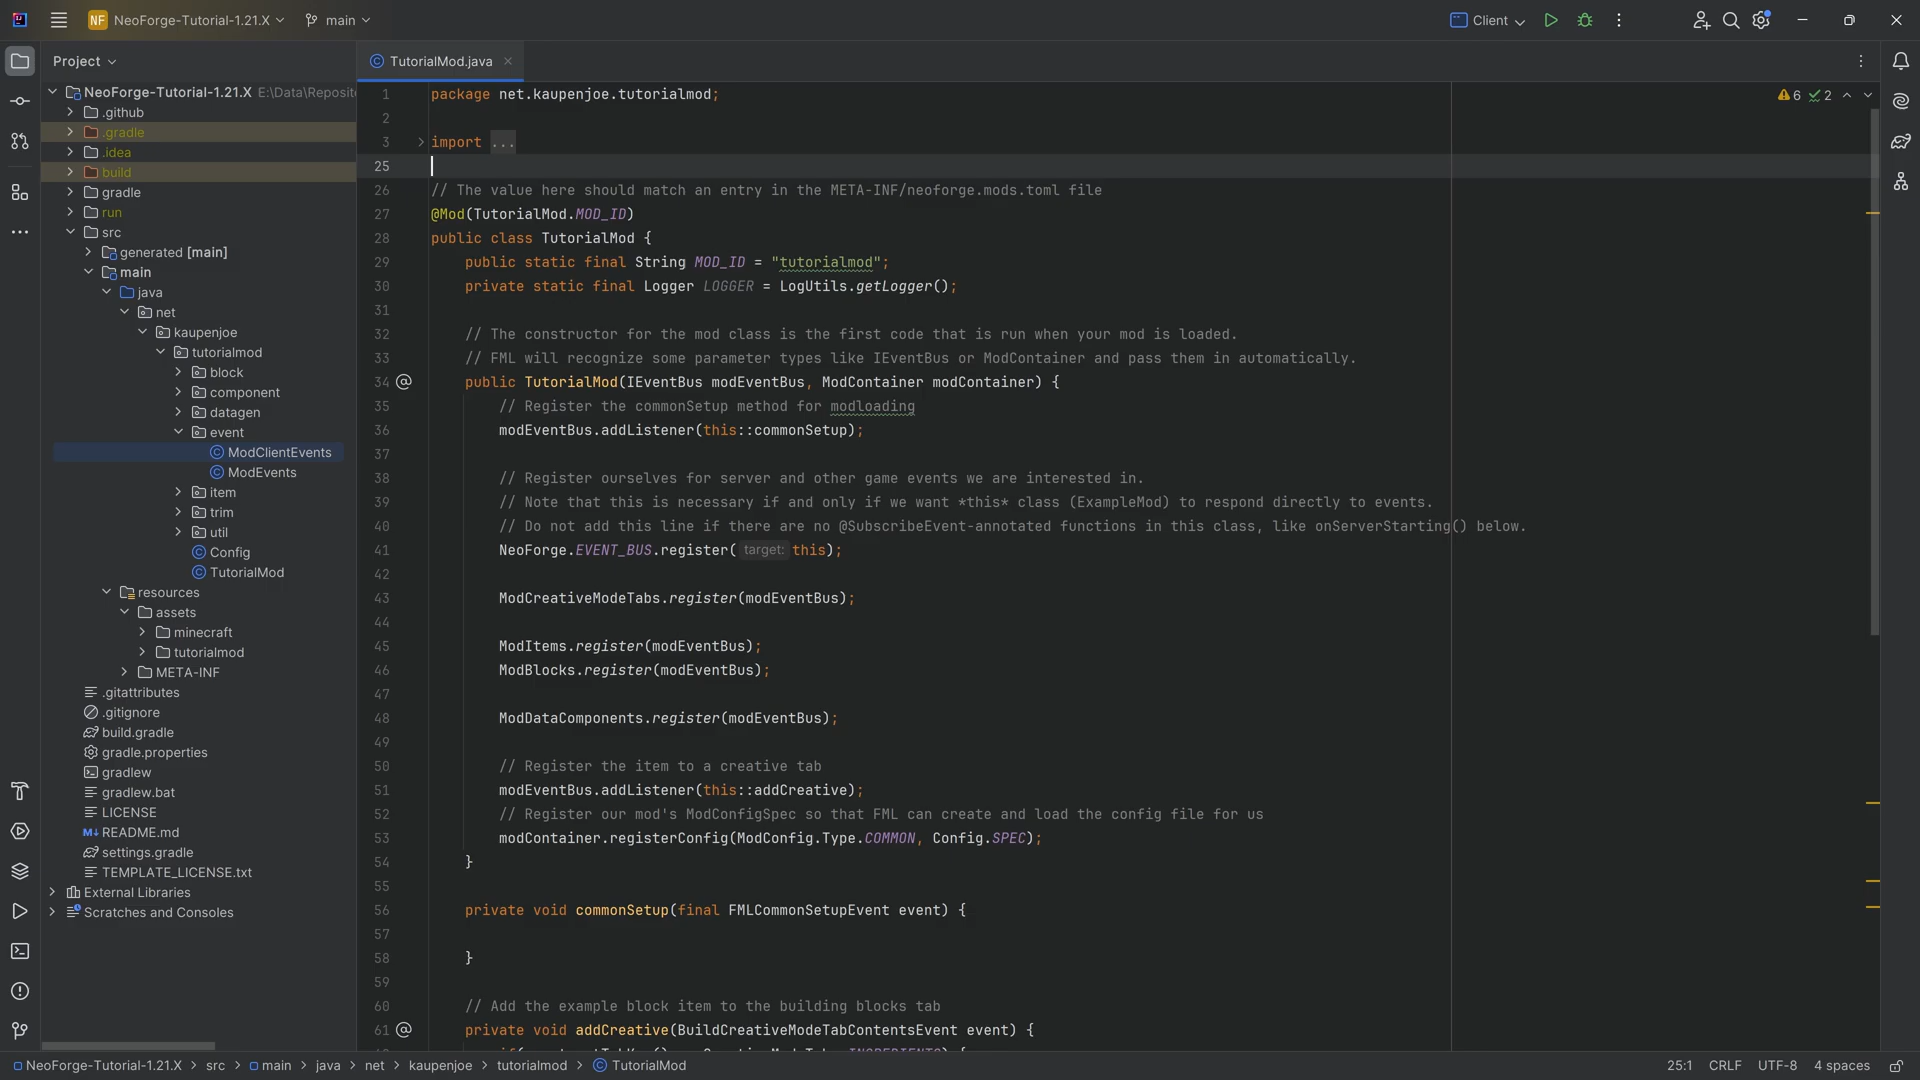 NF NeoForge-Tutorial-1.21.X main Client
Project
TutorialMod.java
NeoForge-Tutorial-1.21.X E:\Data\Reposit
.github
.gradle
.idea
build
gradle
run
src
generated [main]
main
java
net
kaupenjoe
tutorialmod
block
component
datagen
event
ModClientEvents
ModEvents
item
trim
util
Config
TutorialMod
resources
assets
minecraft
tutorialmod
META-INF
.gitattributes
.gitignore
build.gradle
gradle.properties
gradlew
gradlew.bat
LICENSE
M↓ README.md
settings.gradle
TEMPLATE_LICENSE.txt
External Libraries
Scratches and Consoles
6 2
1 package net.kaupenjoe.tutorialmod;
2
3 import ...
25
26 // The value here should match an entry in the META-INF/neoforge.mods.toml file
27 @Mod(TutorialMod.MOD_ID)
28 public class TutorialMod {
29 public static final String MOD_ID = "tutorialmod";
30 private static final Logger LOGGER = LogUtils.getLogger();
31
32 // The constructor for the mod class is the first code that is run when your mod is loaded.
33 // FML will recognize some parameter types like IEventBus or ModContainer and pass them in automatically.
34 public TutorialMod(IEventBus modEventBus, ModContainer modContainer) {
35 // Register the commonSetup method for modloading
36 modEventBus.addListener(this::commonSetup);
37
38 // Register ourselves for server and other game events we are interested in.
39 // Note that this is necessary if and only if we want *this* class (ExampleMod) to respond directly to events.
40 // Do not add this line if there are no @SubscribeEvent-annotated functions in this class, like onServerStarting() below.
41 NeoForge.EVENT_BUS.register( target: this);
42
43 ModCreativeModeTabs.register(modEventBus);
44
45 ModItems.register(modEventBus);
46 ModBlocks.register(modEventBus);
47
48 ModDataComponents.register(modEventBus);
49
50 // Register the item to a creative tab
51 modEventBus.addListener(this::addCreative);
52 // Register our mod's ModConfigSpec so that FML can create and load the config file for us
53 modContainer.registerConfig(ModConfig.Type.COMMON, Config.SPEC);
54 }
55
56 private void commonSetup(final FMLCommonSetupEvent event) {
57
58 }
59
60 // Add the example block item to the building blocks tab
61 private void addCreative(BuildCreativeModeTabContentsEvent event) {
NeoForge-Tutorial-1.21.X > src > main > java > net > kaupenjoe > tutorialmod > TutorialMod 25:1 CRLF UTF-8 4 spaces